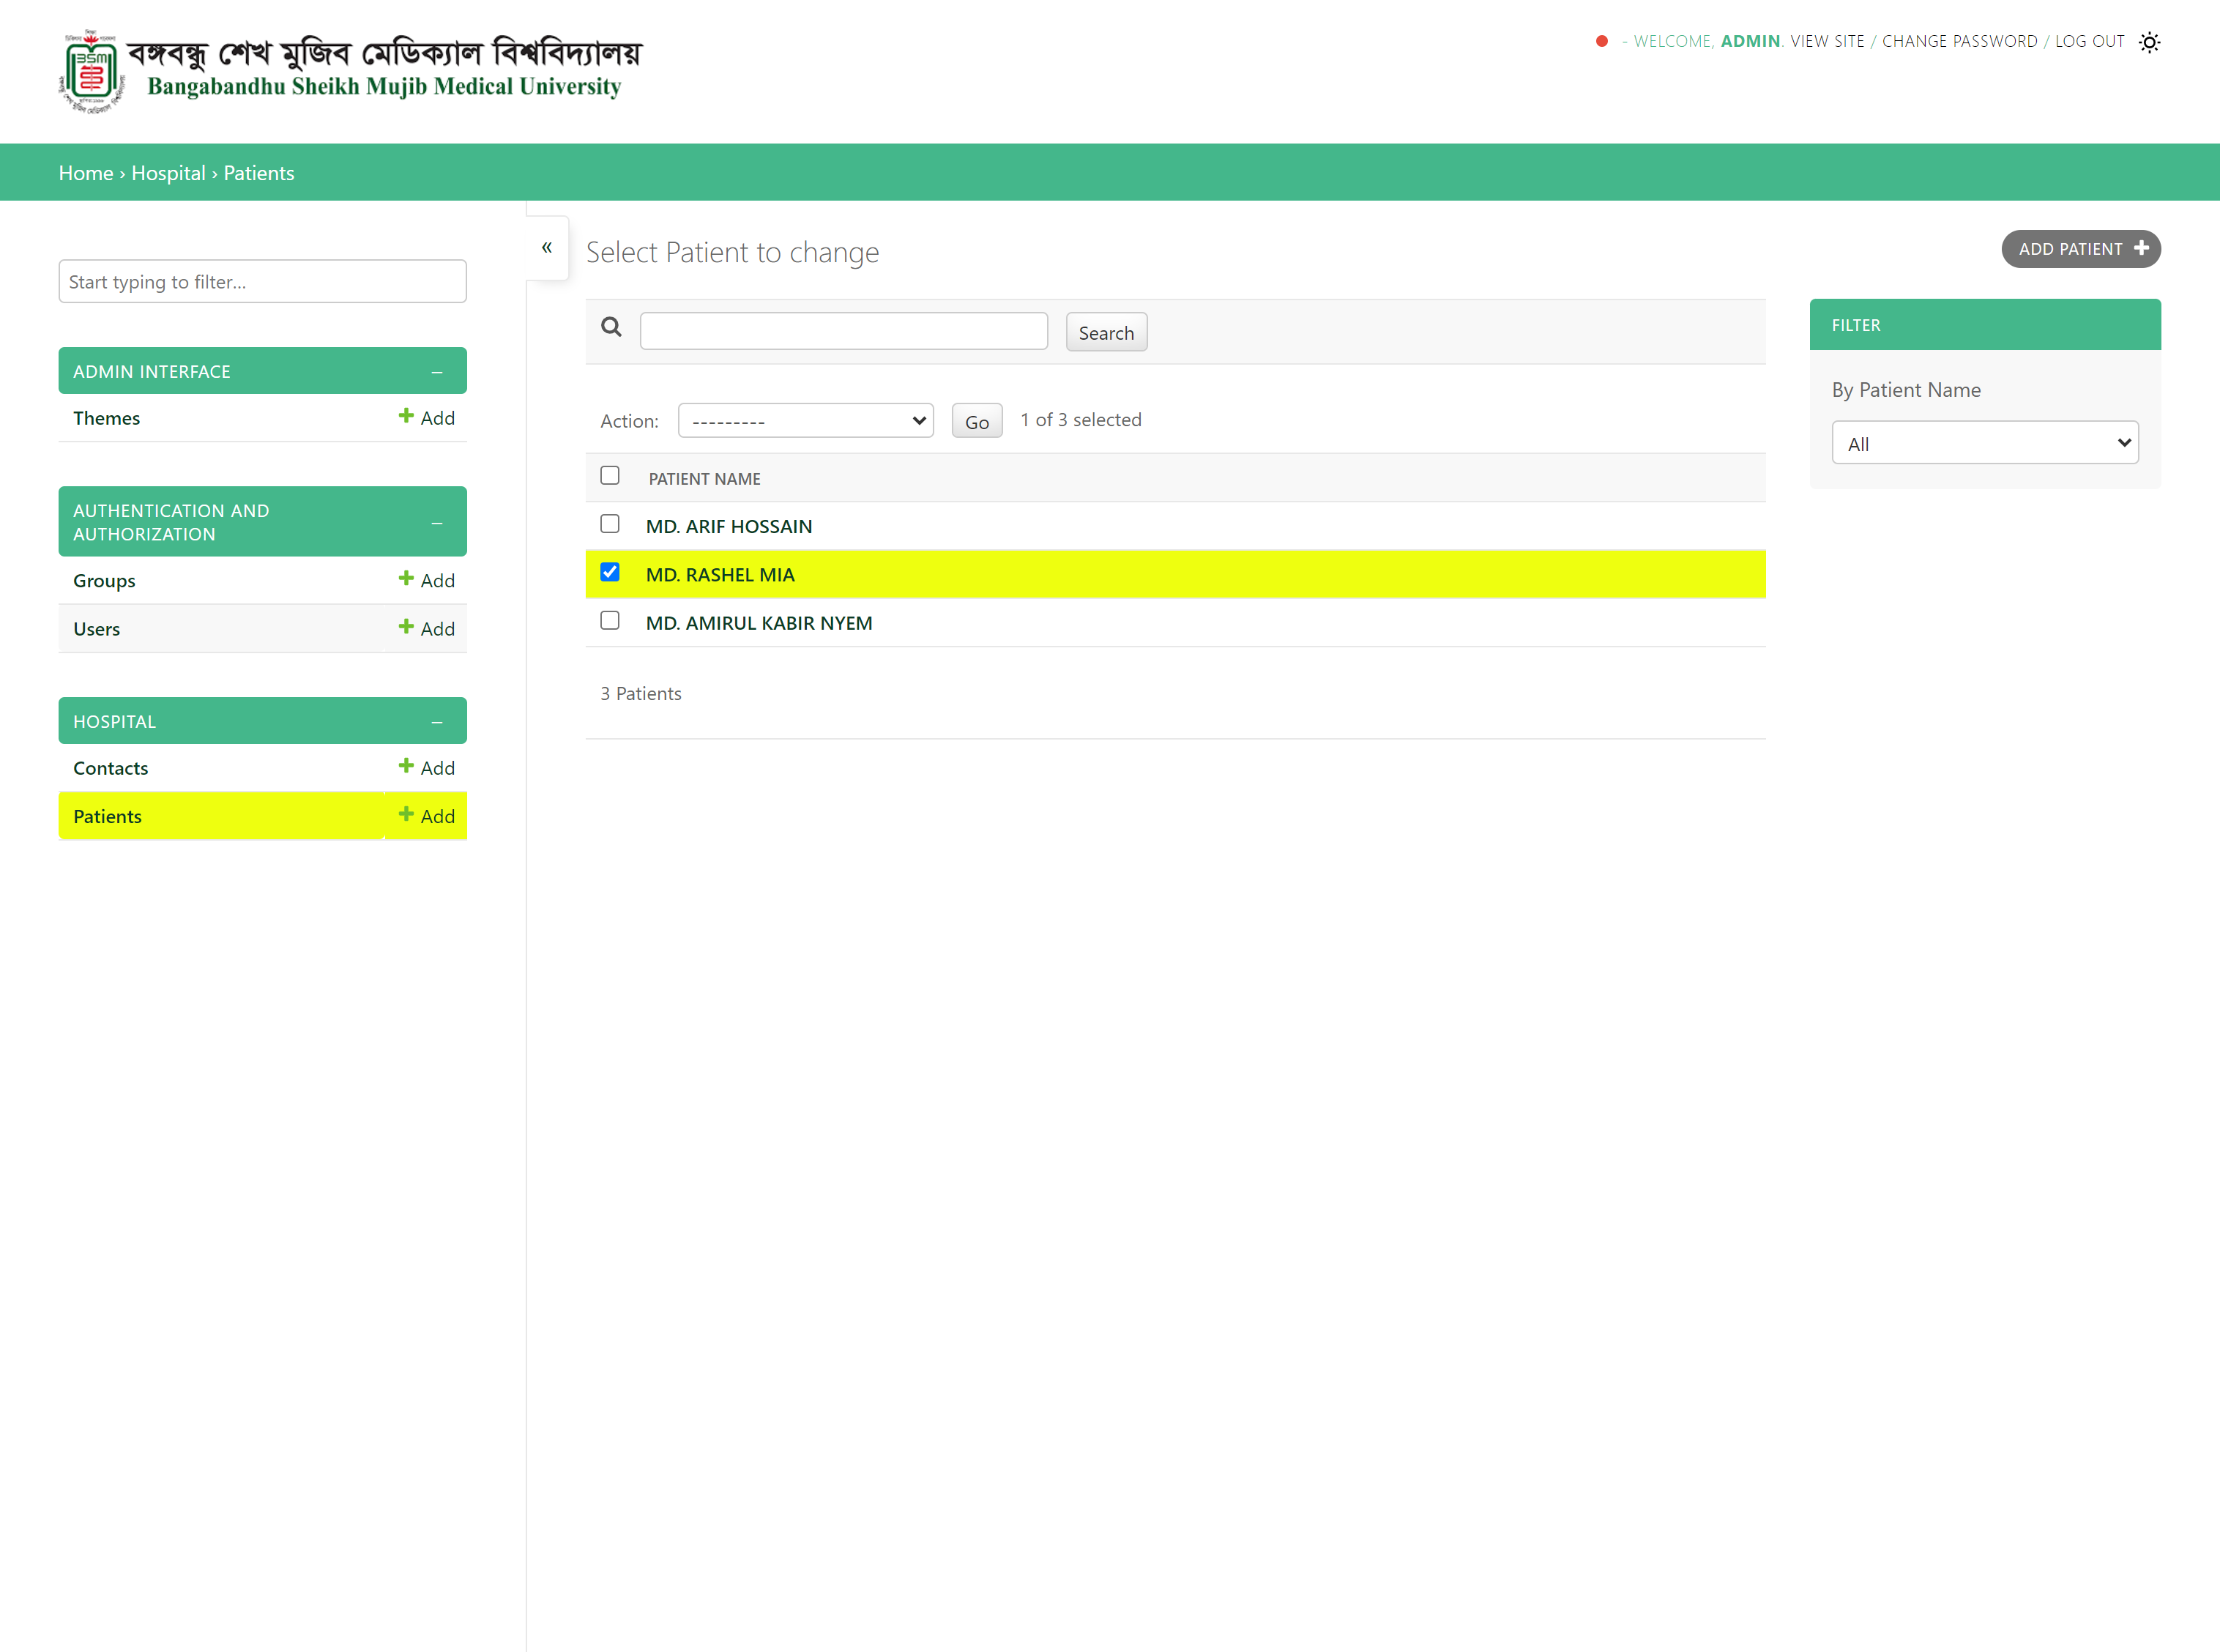 BSM
বঙ্গবন্ধু শেখ মুজিব মেডিক্যাল বিশ্ববিদ্যালয়
Bangabandhu Sheikh Mujib Medical University
- WELCOME, ADMIN. VIEW SITE / CHANGE PASSWORD / LOG OUT
Home › Hospital › Patients
Start typing to filter...
ADMIN INTERFACE –
Themes + Add
AUTHENTICATION AND
AUTHORIZATION –
Groups + Add
Users + Add
HOSPITAL –
Contacts + Add
Patients + Add
«
Select Patient to change
ADD PATIENT +
Search
Action: --------- Go 1 of 3 selected
PATIENT NAME
MD. ARIF HOSSAIN
MD. RASHEL MIA
MD. AMIRUL KABIR NYEM
3 Patients
FILTER
By Patient Name
All